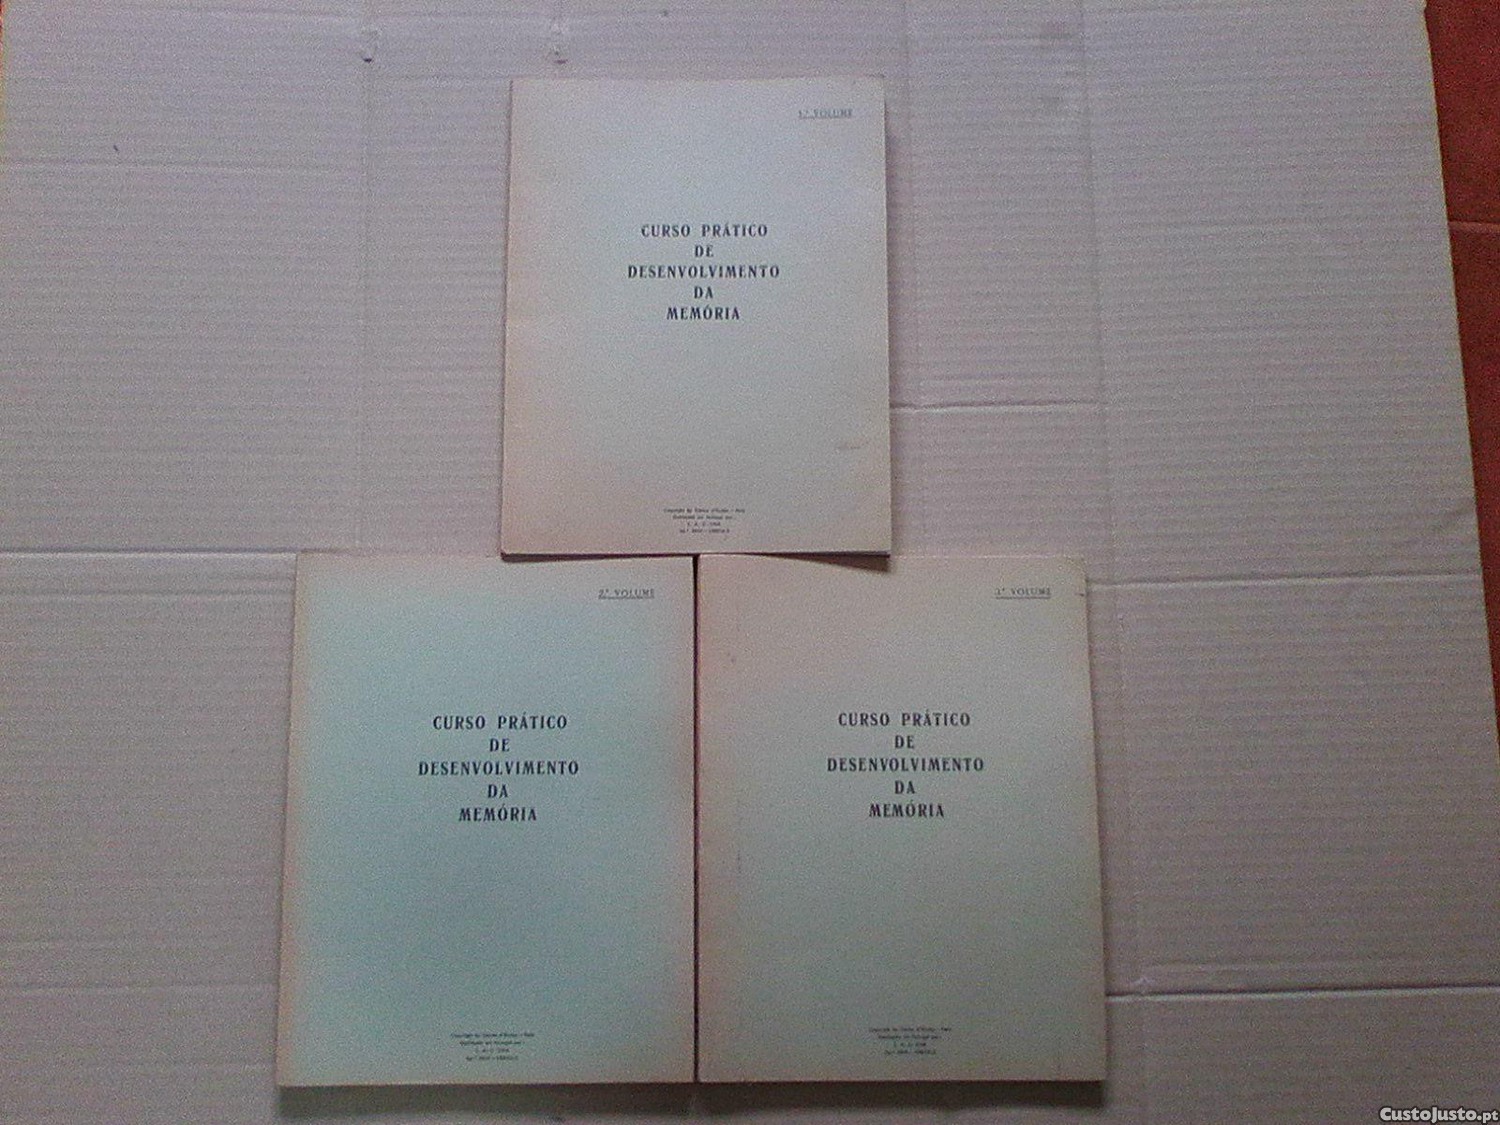 1.º VOLUME
CURSO PRÁTICO
DE
DESENVOLVIMENTO
DA
MEMÓRIA
2.º VOLUME
CURSO PRÁTICO
DE
DESENVOLVIMENTO
DA
MEMÓRIA
3.º VOLUME
CURSO PRÁTICO
DE
DESENVOLVIMENTO
DA
MEMÓRIA
CustoJusto.pt